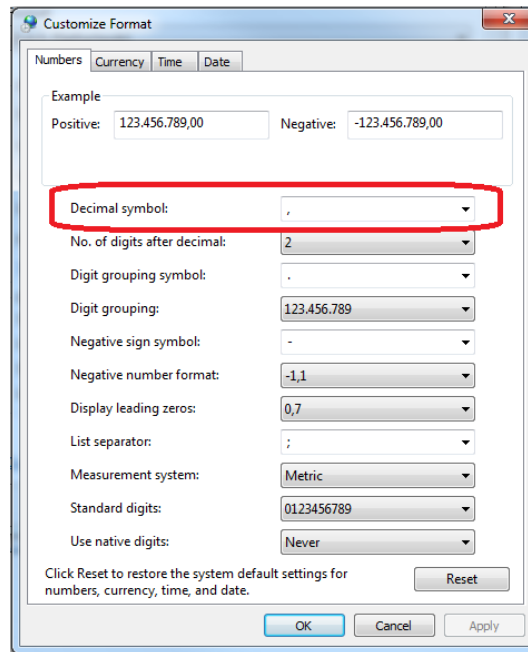 Customize Format
Numbers Currency Time Date
Example
Positive: 123.456.789,00 Negative: -123.456.789,00
Decimal symbol: ,
No. of digits after decimal: 2
Digit grouping symbol: .
Digit grouping: 123.456.789
Negative sign symbol: -
Negative number format: -1,1
Display leading zeros: 0,7
List separator: ;
Measurement system: Metric
Standard digits: 0123456789
Use native digits: Never
Click Reset to restore the system default settings for
numbers, currency, time, and date.
Reset
OK Cancel Apply